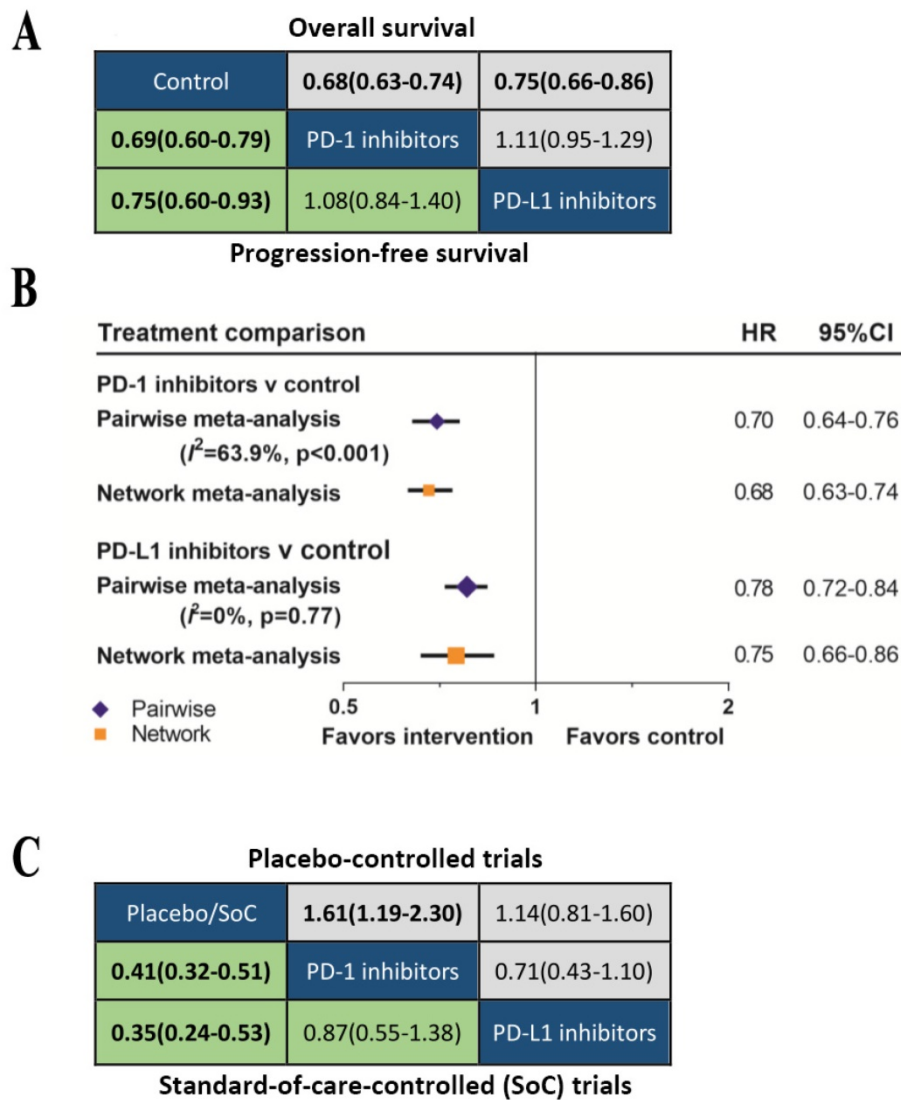 A
Overall survival
Control 0.68(0.63-0.74) 0.75(0.66-0.86)
0.69(0.60-0.79) PD-1 inhibitors 1.11(0.95-1.29)
0.75(0.60-0.93) 1.08(0.84-1.40) PD-L1 inhibitors
Progression-free survival
B
Treatment comparison HR 95%CI
PD-1 inhibitors v control
Pairwise meta-analysis 0.70 0.64-0.76
(I²=63.9%, p<0.001)
Network meta-analysis 0.68 0.63-0.74
PD-L1 inhibitors v control
Pairwise meta-analysis 0.78 0.72-0.84
(I²=0%, p=0.77)
Network meta-analysis 0.75 0.66-0.86
0.5 1 2
Pairwise
Network
Favors intervention Favors control
C
Placebo-controlled trials
Placebo/SoC 1.61(1.19-2.30) 1.14(0.81-1.60)
0.41(0.32-0.51) PD-1 inhibitors 0.71(0.43-1.10)
0.35(0.24-0.53) 0.87(0.55-1.38) PD-L1 inhibitors
Standard-of-care-controlled (SoC) trials